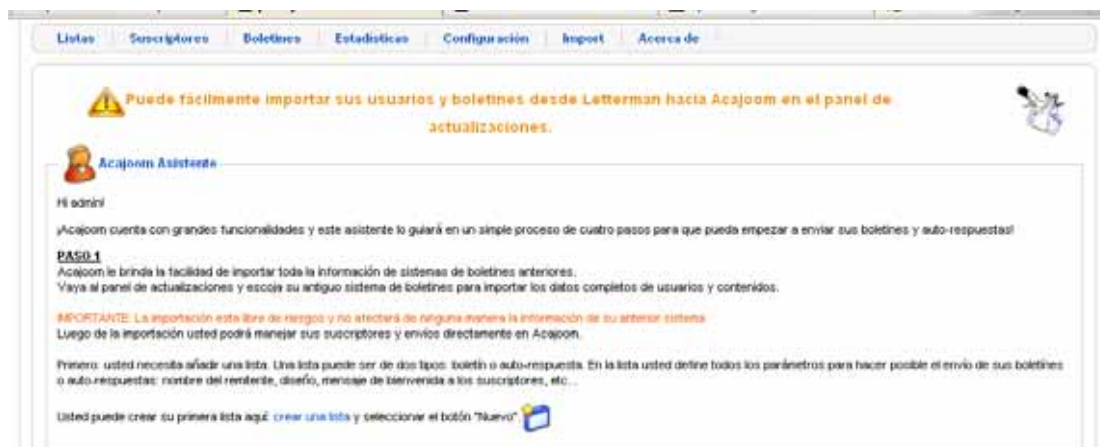 Listas Suscriptores Boletines Estadísticas Configuración Import Acerca de
Puede fácilmente importar sus usuarios y boletines desde Letterman hacia Acajoom en el panel de
actualizaciones.
Acajoom Asistente
Hi admin!
¡Acajoom cuenta con grandes funcionalidades y este asistente lo guiará en un simple proceso de cuatro pasos para que pueda empezar a enviar sus boletines y auto-respuestas!
PASO 1
Acajoom le brinda la facilidad de importar toda la información de sistemas de boletines anteriores.
Vaya al panel de actualizaciones y escoja su antiguo sistema de boletines para importar los datos completos de usuarios y contenidos.
IMPORTANTE: La importación esta libre de riesgos y no afectará de ninguna manera la información de su anterior sistema
Luego de la importación usted podrá manejar sus suscriptores y envíos directamente en Acajoom.
Primero: usted necesita añadir una lista. Una lista puede ser de dos tipos: boletín o auto-respuesta. En la lista usted define todos los parámetros para hacer posible el envío de sus boletines
o auto-respuestas: nombre del remitente, diseño, mensaje de bienvenida a los suscriptores, etc...
Usted puede crear su primera lista aquí: crear una lista y seleccionar el botón "Nuevo"